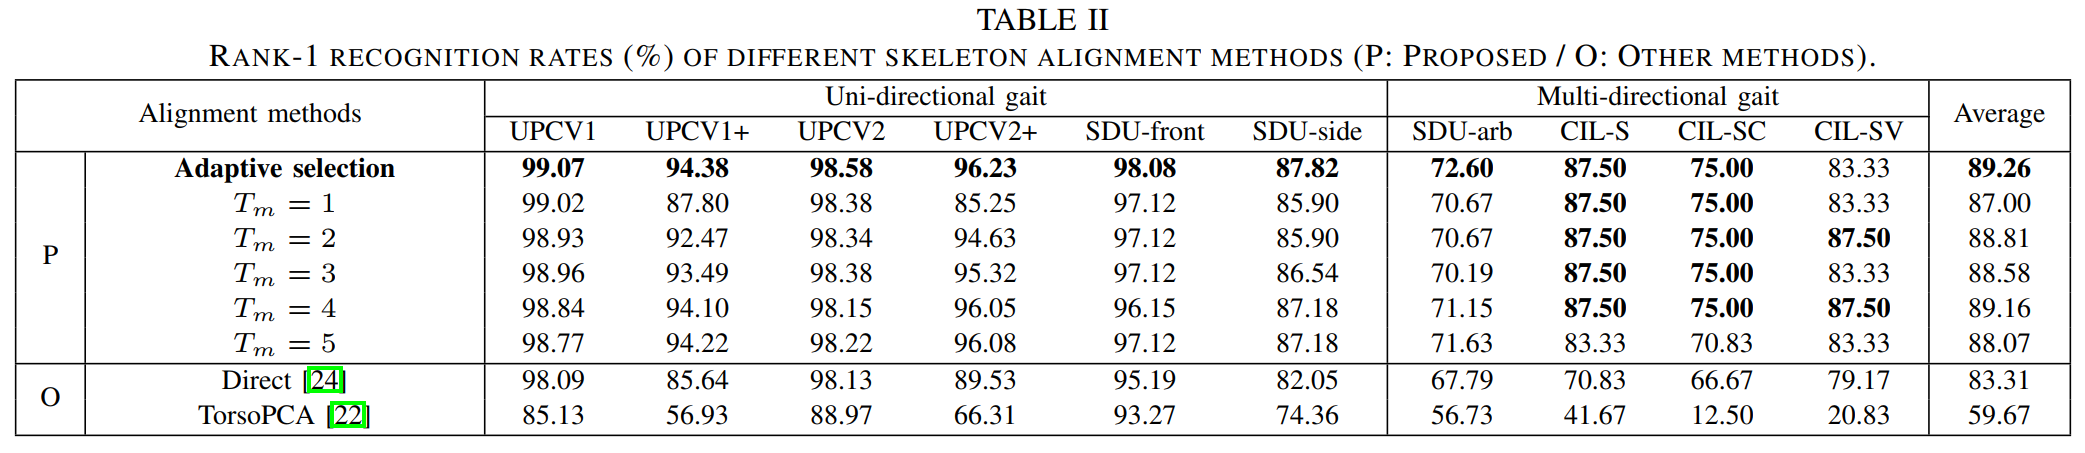 TABLE II
RANK-1 RECOGNITION RATES (%) OF DIFFERENT SKELETON ALIGNMENT METHODS (P: PROPOSED / O: OTHER METHODS).
Alignment methods Uni-directional gait Multi-directional gait Average
UPCV1 UPCV1+ UPCV2 UPCV2+ SDU-front SDU-side SDU-arb CIL-S CIL-SC CIL-SV
P
Adaptive selection 99.07 94.38 98.58 96.23 98.08 87.82 72.60 87.50 75.00 83.33 89.26
T_m = 1 99.02 87.80 98.38 85.25 97.12 85.90 70.67 87.50 75.00 83.33 87.00
T_m = 2 98.93 92.47 98.34 94.63 97.12 85.90 70.67 87.50 75.00 87.50 88.81
T_m = 3 98.96 93.49 98.38 95.32 97.12 86.54 70.19 87.50 75.00 83.33 88.58
T_m = 4 98.84 94.10 98.15 96.05 96.15 87.18 71.15 87.50 75.00 87.50 89.16
T_m = 5 98.77 94.22 98.22 96.08 97.12 87.18 71.63 83.33 70.83 83.33 88.07
O
Direct [24] 98.09 85.64 98.13 89.53 95.19 82.05 67.79 70.83 66.67 79.17 83.31
TorsoPCA [22] 85.13 56.93 88.97 66.31 93.27 74.36 56.73 41.67 12.50 20.83 59.67